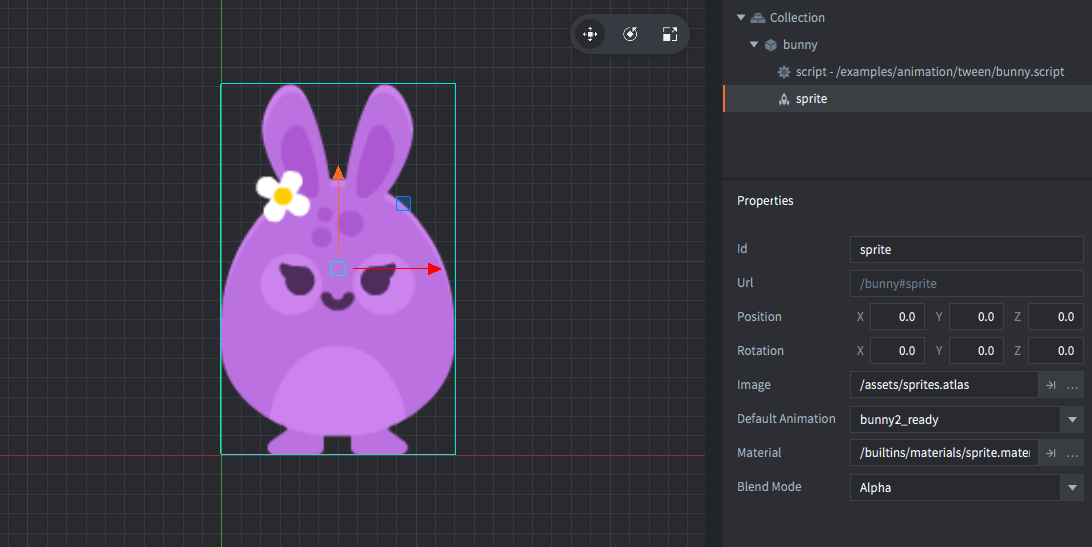 Collection
bunny
script - /examples/animation/tween/bunny.script
sprite
Properties
Id sprite
Url /bunny#sprite
Position X 0.0 Y 0.0 Z 0.0
Rotation X 0.0 Y 0.0 Z 0.0
Image /assets/sprites.atlas ...
Default Animation bunny2_ready
Material /builtins/materials/sprite.mater ...
Blend Mode Alpha